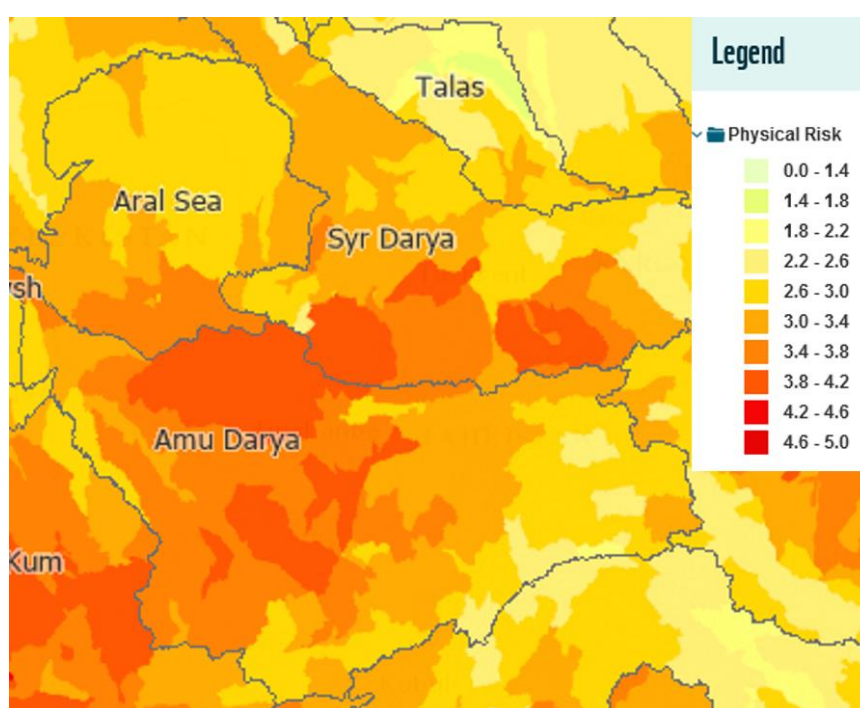 Legend
Physical Risk
0.0 - 1.4
1.4 - 1.8
1.8 - 2.2
2.2 - 2.6
2.6 - 3.0
3.0 - 3.4
3.4 - 3.8
3.8 - 4.2
4.2 - 4.6
4.6 - 5.0
Talas
Aral Sea
Syr Darya
sh
Amu Darya
Kum